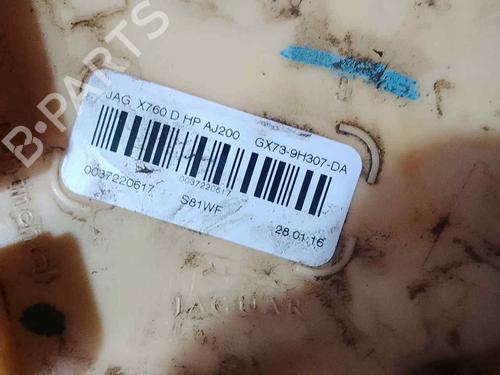 B-PARTS
JAG_X760 D HP AJ200 GX73-9H307-DA
0037220617
0037220617 S81WF 28.01.16
JAGUAR